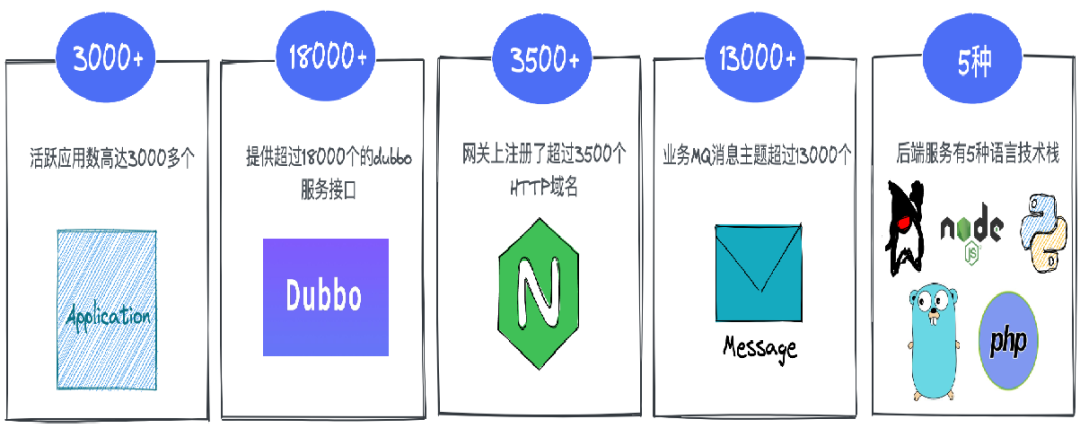 3000+
活跃应用数高达3000多个
Application
18000+
提供超过18000个的dubbo
服务接口
Dubbo
3500+
网关上注册了超过3500个
HTTP域名
N
13000+
业务MQ消息主题超过13000个
Message
5种
后端服务有5种语言技术栈
node
JS
php